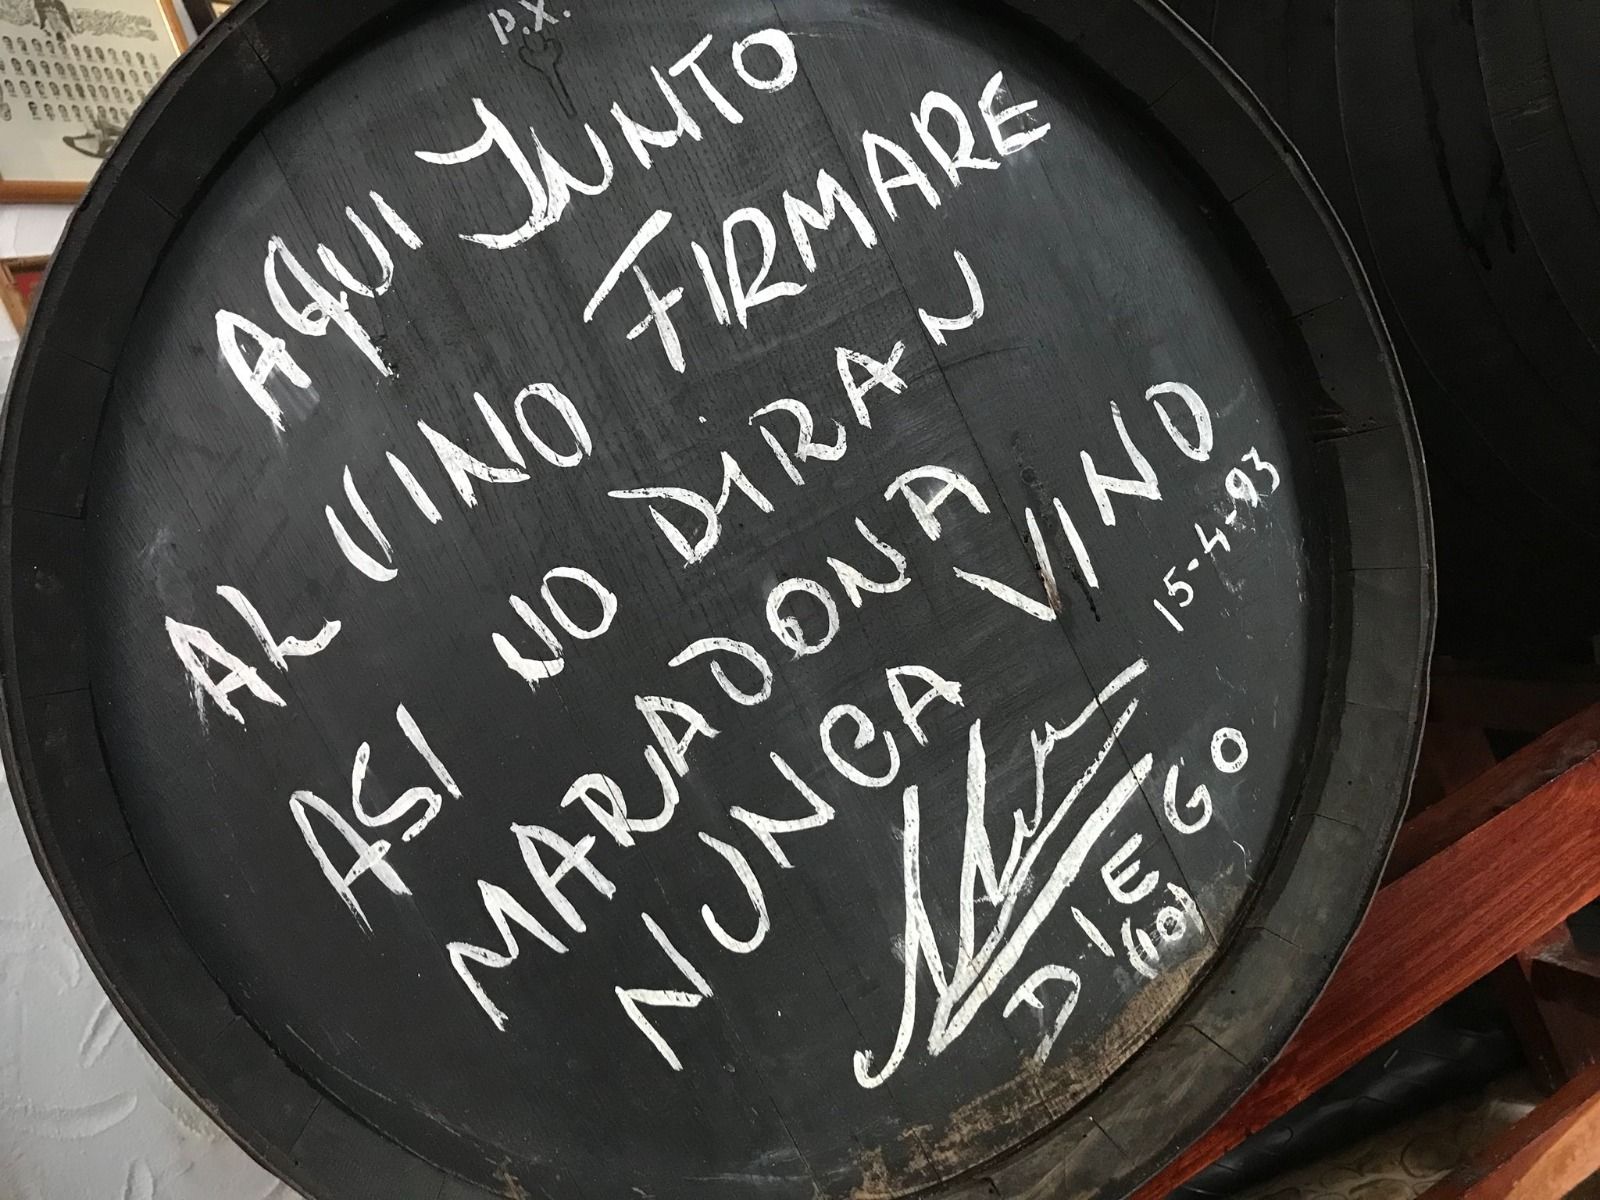 P.X.
AQUI JUNTO
AL VINO FIRMARE
ASI NO DIRAN
MARADONA
NUNCA VINO
15-4-93
DIEGO
(10)